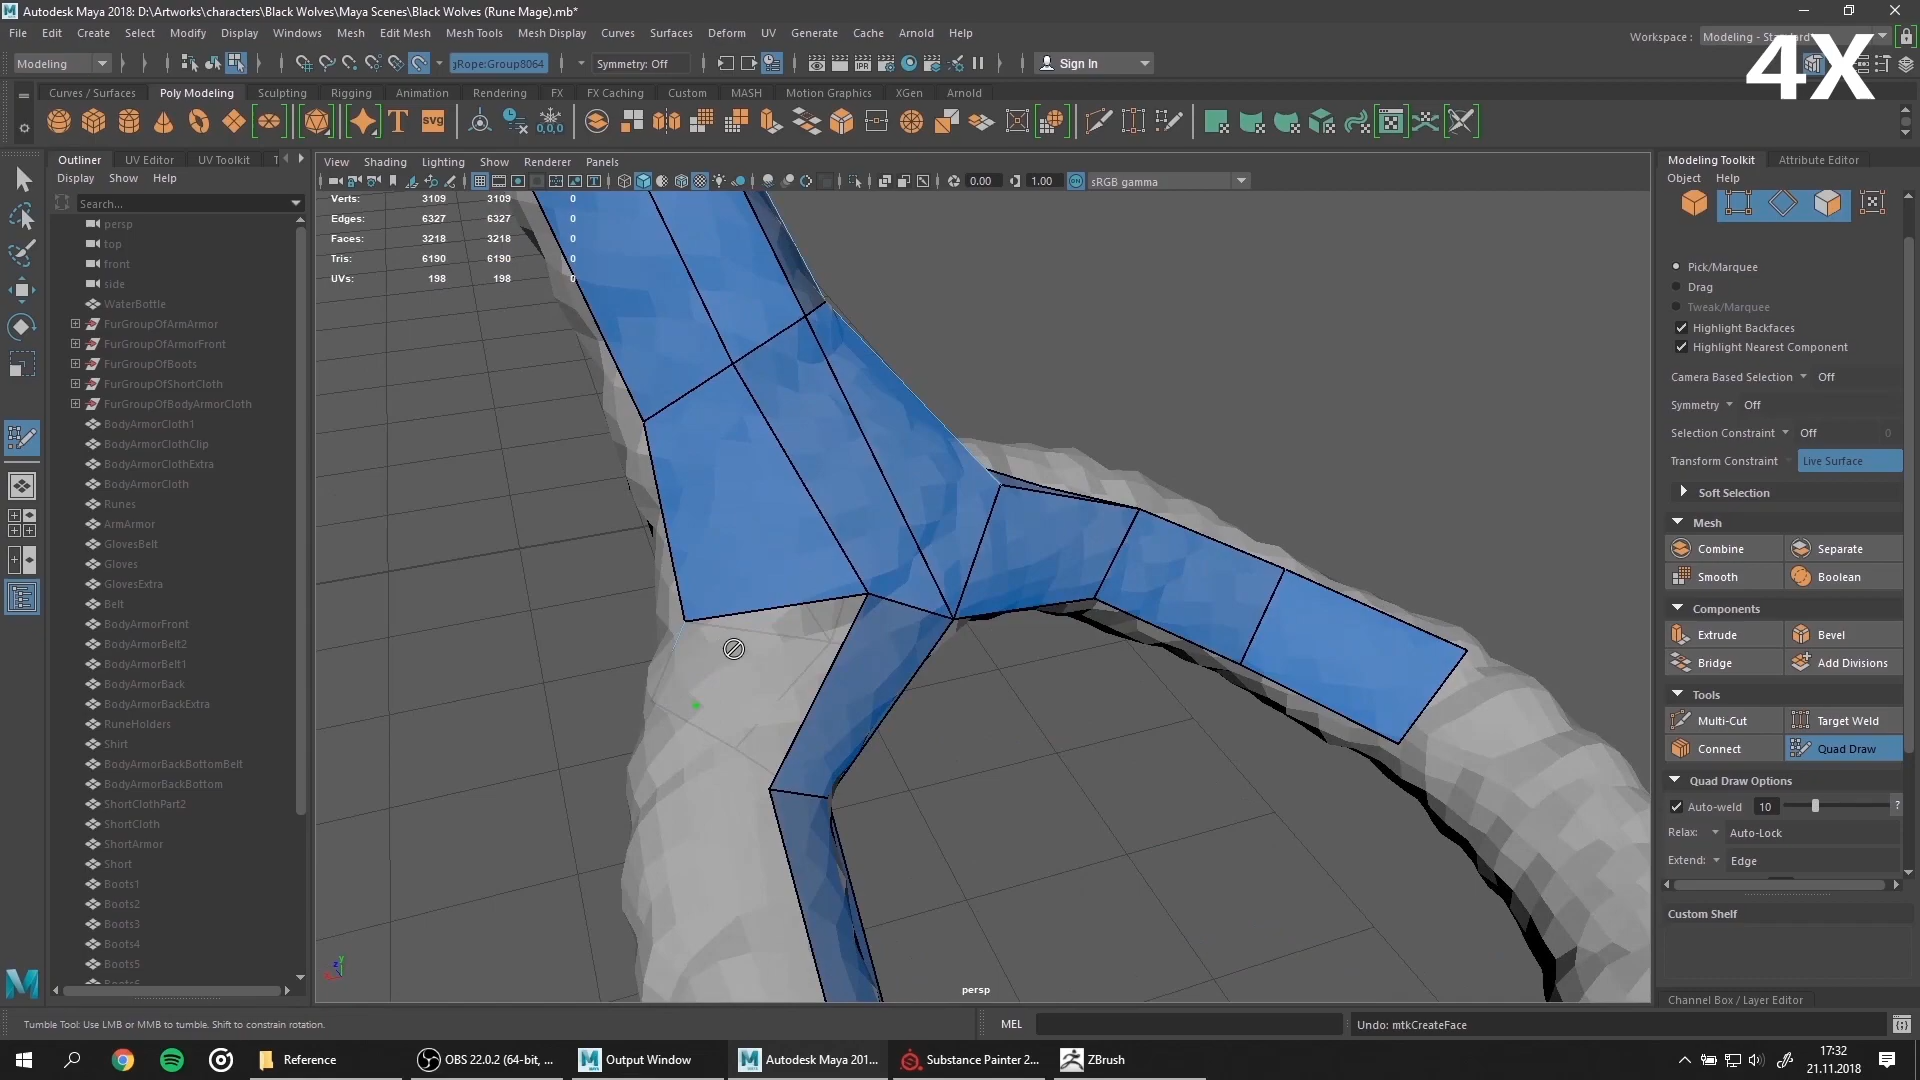 Autodesk Maya 2018: D:\Artworks\characters\Black Wolves\Maya Scenes\Black Wolves (Rune Mage).mb*
File Edit Create Select Modify Display Windows Mesh Edit Mesh Mesh Tools Mesh Display Curves Surfaces Deform UV Generate Cache Arnold Help
Workspace : Modeling - Standard
4X
Modeling
gRope:Group8064
Symmetry: Off
Sign In
Curves / Surfaces Poly Modeling Sculpting Rigging Animation Rendering FX FX Caching Custom MASH Motion Graphics XGen Arnold
Outliner UV Editor UV Toolkit
Display Show Help
Search...
persp
top
front
side
WaterBottle
FurGroupOfArmArmor
FurGroupOfArmorFront
FurGroupOfBoots
FurGroupOfShortCloth
FurGroupOfBodyArmorCloth
BodyArmorCloth1
BodyArmorClothClip
BodyArmorClothExtra
BodyArmorCloth
Runes
ArmArmor
GlovesBelt
Gloves
GlovesExtra
Belt
BodyArmorFront
BodyArmorBelt2
BodyArmorBelt1
BodyArmorBack
BodyArmorBackExtra
RuneHolders
Shirt
BodyArmorBackBottomBelt
BodyArmorBackBottom
ShortClothPart2
ShortCloth
ShortArmor
Short
Boots1
Boots2
Boots3
Boots4
Boots5
View Shading Lighting Show Renderer Panels
0.00 1.00 sRGB gamma
Verts: 3109 3109 0
Edges: 6327 6327 0
Faces: 3218 3218 0
Tris: 6190 6190 0
UVs: 198 198 0
persp
Modeling Toolkit Attribute Editor
Object Help
Pick/Marquee
Drag
Tweak/Marquee
Highlight Backfaces
Highlight Nearest Component
Camera Based Selection Off
Symmetry Off
Selection Constraint Off 0
Transform Constraint Live Surface
Soft Selection
Mesh
Combine Separate
Smooth Boolean
Components
Extrude Bevel
Bridge Add Divisions
Tools
Multi-Cut Target Weld
Connect Quad Draw
Quad Draw Options
Auto-weld 10 ?
Relax: Auto-Lock
Extend: Edge
Custom Shelf
Channel Box / Layer Editor
Tumble Tool: Use LMB or MMB to tumble. Shift to constrain rotation.
MEL
Undo: mtkCreateFace
Reference
OBS 22.0.2 (64-bit, ...
Output Window
Autodesk Maya 201...
Substance Painter 2...
ZBrush
17:32
21.11.2018